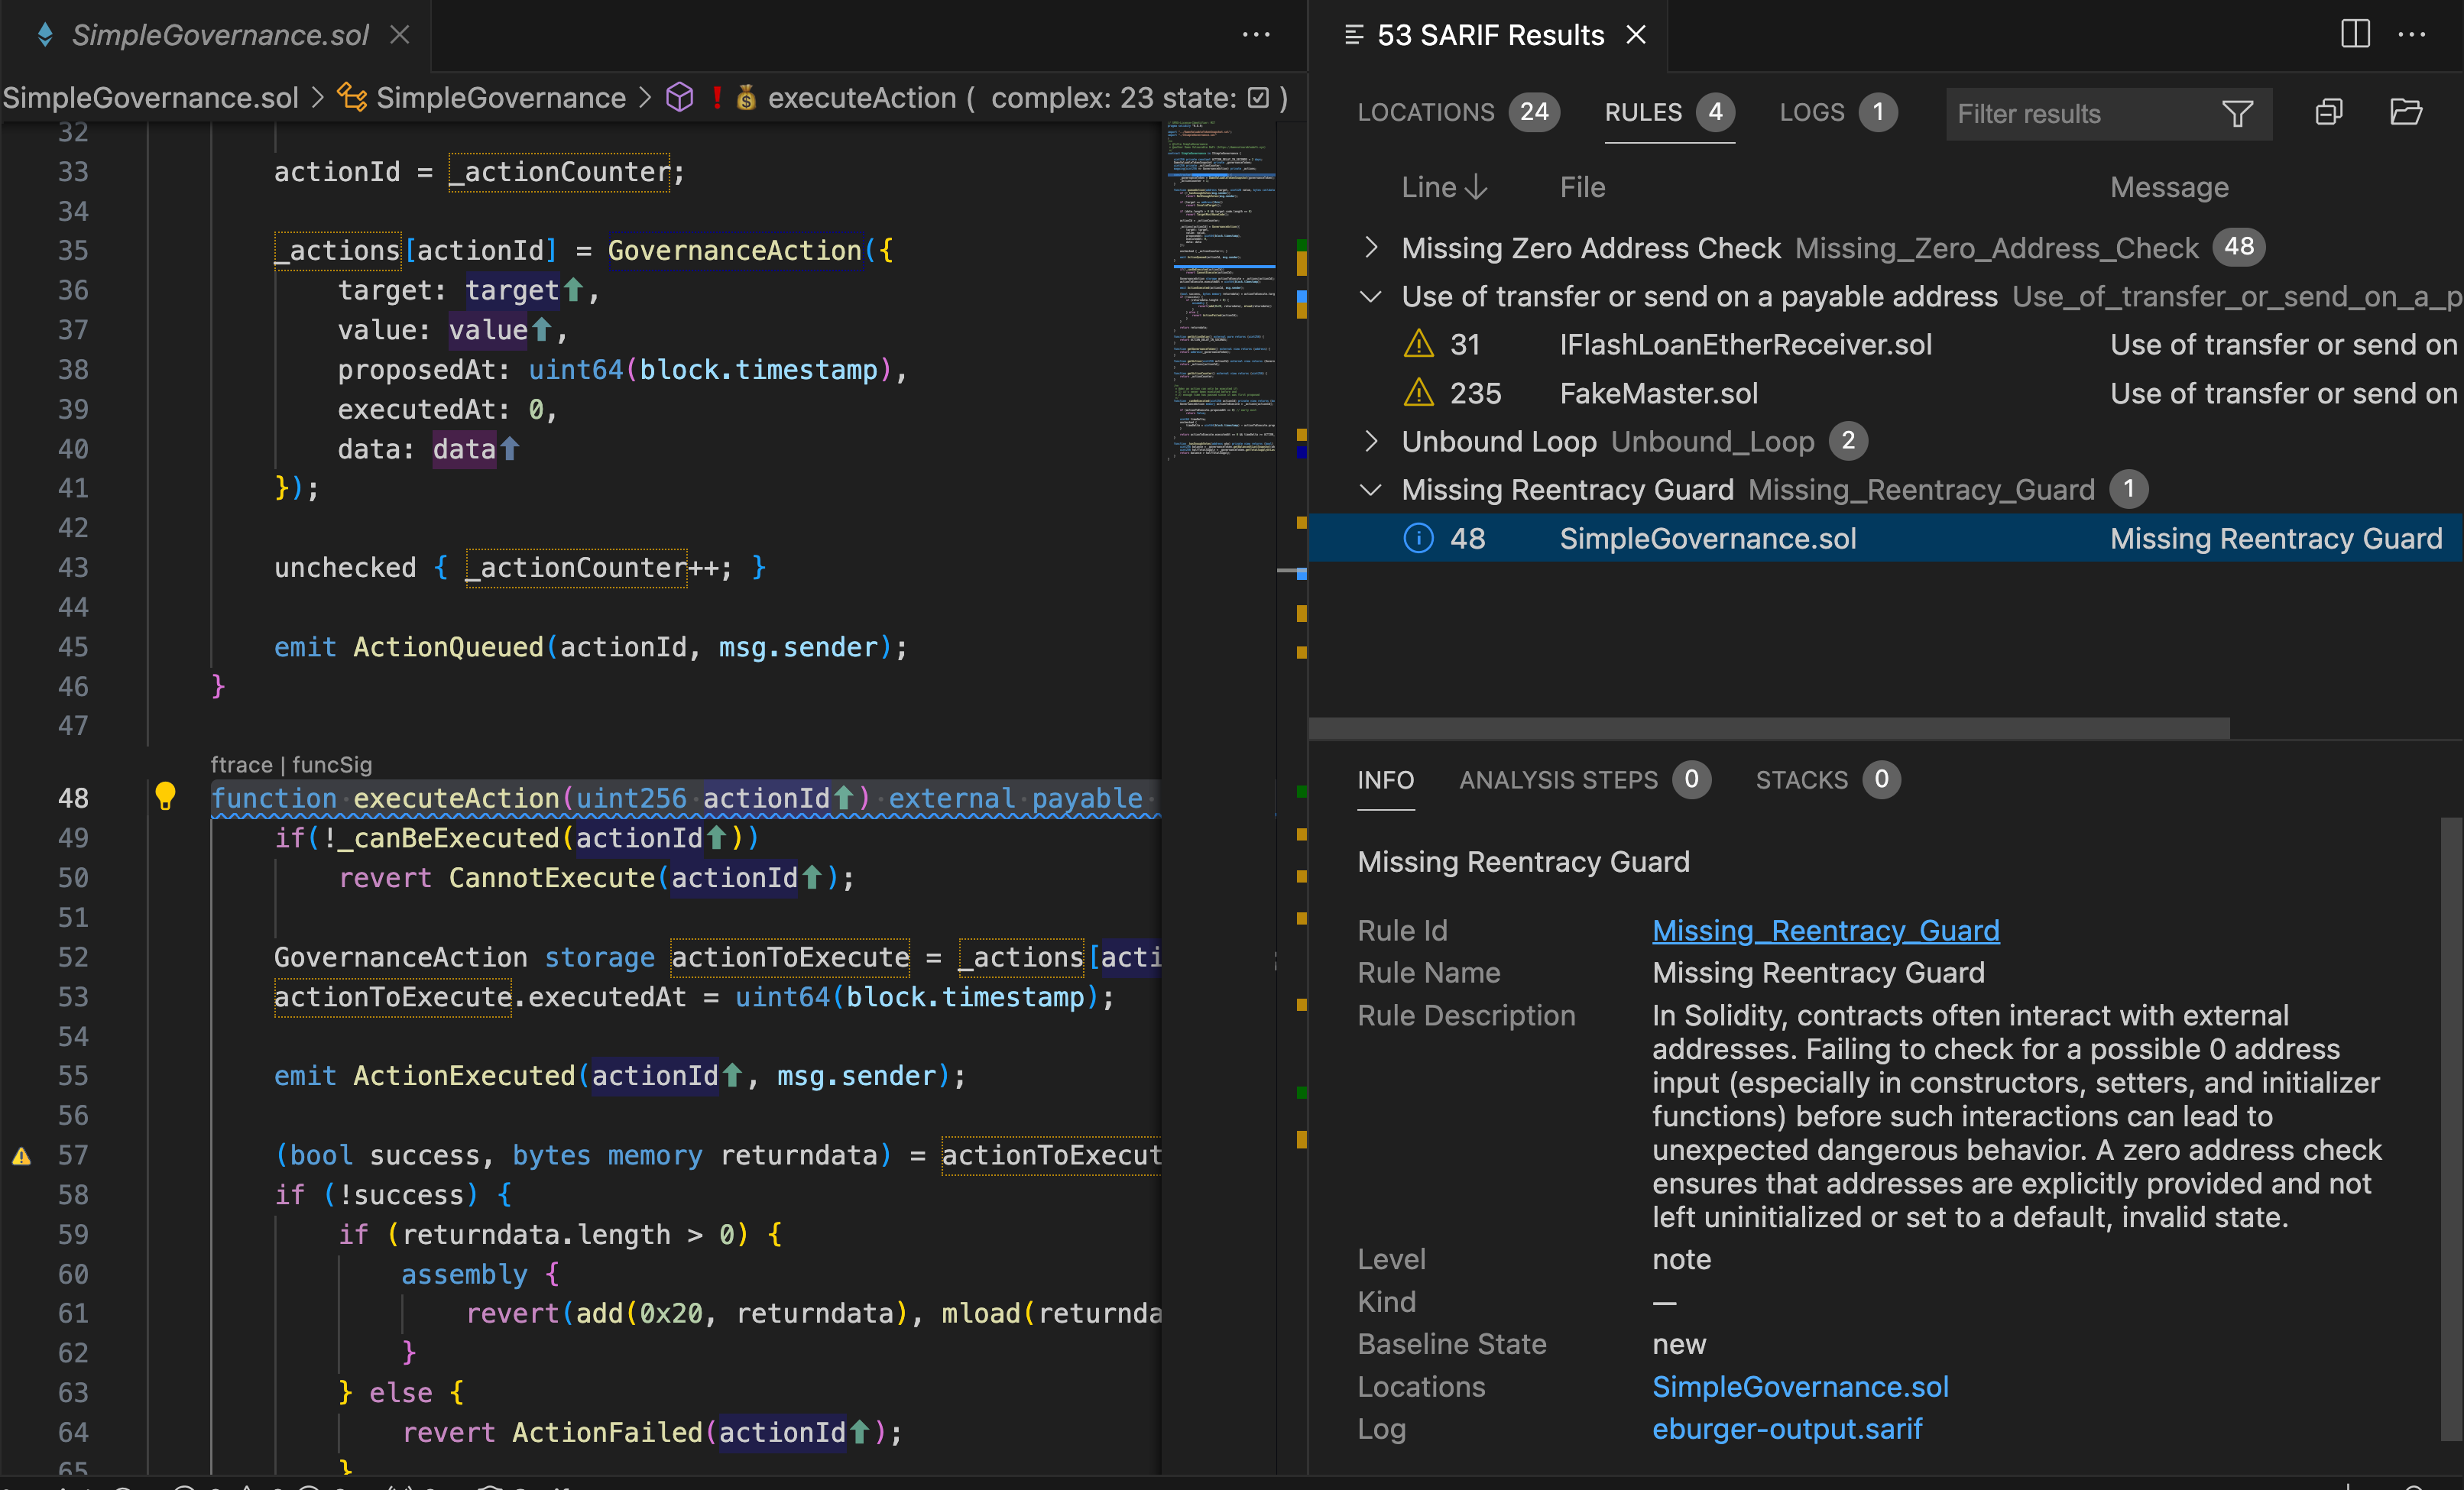 SimpleGovernance.sol
SimpleGovernance.sol > SimpleGovernance > executeAction ( complex: 23 state: ☑ )
32
33 actionId = _actionCounter;
34
35 _actions[actionId] = GovernanceAction({
36 target: target⬆,
37 value: value⬆,
38 proposedAt: uint64(block.timestamp),
39 executedAt: 0,
40 data: data⬆
41 });
42
43 unchecked { _actionCounter++; }
44
45 emit ActionQueued(actionId, msg.sender);
46 }
47
ftrace | funcSig
48 function executeAction(uint256 actionId⬆) external payable
49 if(!_canBeExecuted(actionId⬆))
50 revert CannotExecute(actionId⬆);
51
52 GovernanceAction storage actionToExecute = _actions[acti
53 actionToExecute.executedAt = uint64(block.timestamp);
54
55 emit ActionExecuted(actionId⬆, msg.sender);
56
57 (bool success, bytes memory returndata) = actionToExecut
58 if (!success) {
59 if (returndata.length > 0) {
60 assembly {
61 revert(add(0x20, returndata), mload(returnda
62 }
63 } else {
64 revert ActionFailed(actionId⬆);
65 }
53 SARIF Results
LOCATIONS 24 RULES 4 LOGS 1 Filter results
Line File Message
Missing Zero Address Check Missing_Zero_Address_Check 48
Use of transfer or send on a payable address Use_of_transfer_or_send_on_a_p
31 IFlashLoanEtherReceiver.sol Use of transfer or send on
235 FakeMaster.sol Use of transfer or send on
Unbound Loop Unbound_Loop 2
Missing Reentracy Guard Missing_Reentracy_Guard 1
48 SimpleGovernance.sol Missing Reentracy Guard
INFO ANALYSIS STEPS 0 STACKS 0
Missing Reentracy Guard
Rule Id Missing_Reentracy_Guard
Rule Name Missing Reentracy Guard
Rule Description In Solidity, contracts often interact with external
addresses. Failing to check for a possible 0 address
input (especially in constructors, setters, and initializer
functions) before such interactions can lead to
unexpected dangerous behavior. A zero address check
ensures that addresses are explicitly provided and not
left uninitialized or set to a default, invalid state.
Level note
Kind —
Baseline State new
Locations SimpleGovernance.sol
Log eburger-output.sarif